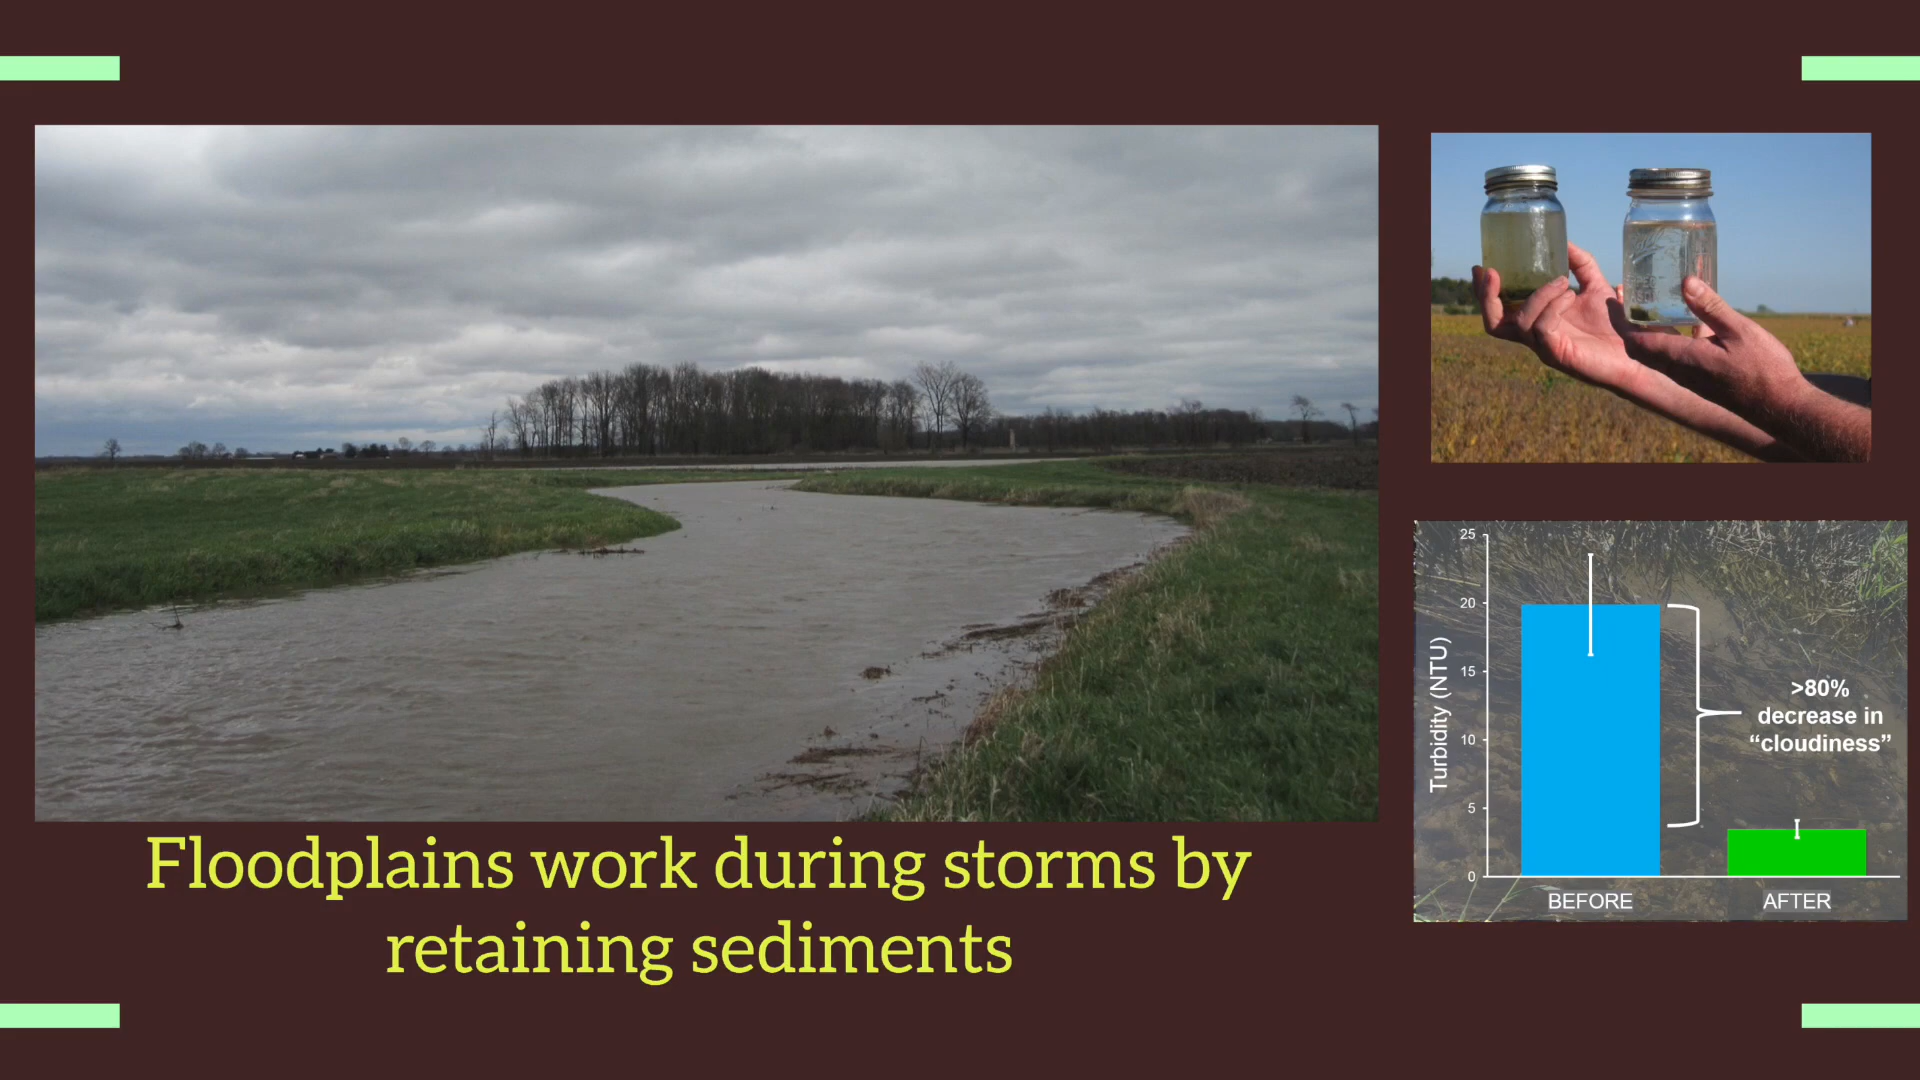 Floodplains work during storms by
retaining sediments
25
20
15
10
5
0
Turbidity (NTU)
>80%
decrease in
“cloudiness”
BEFORE
AFTER